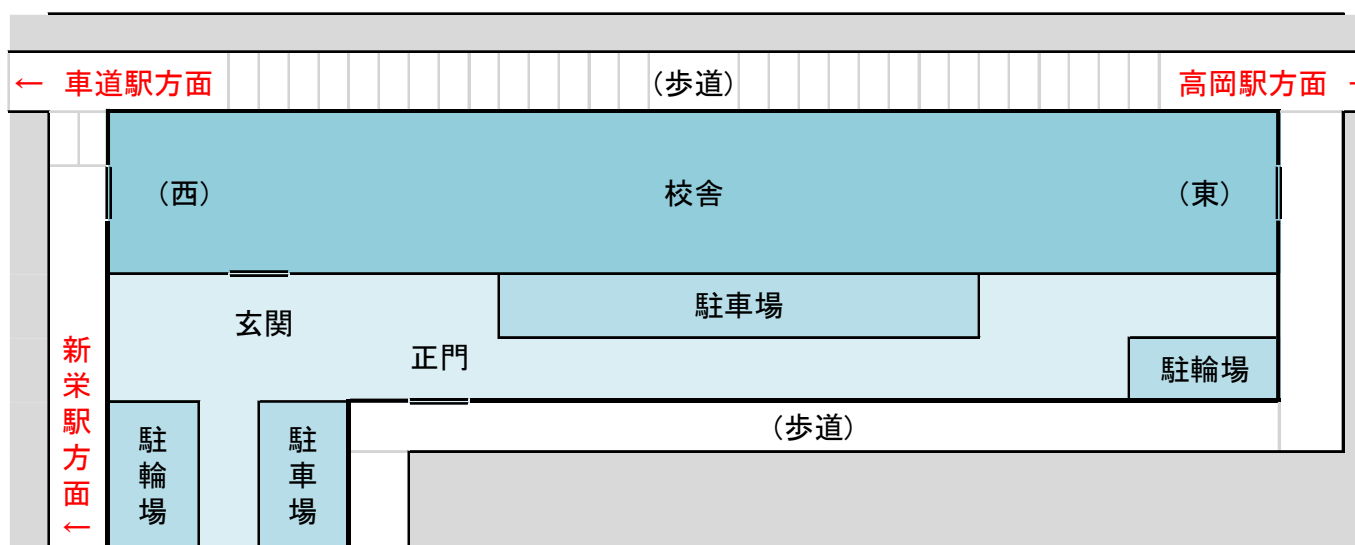 ← 車道駅方面
(歩道)
高岡駅方面 →
(西)
校舎
(東)
駐車場
玄関
正門
駐輪場
新栄駅方面←
(歩道)
駐輪場
駐車場